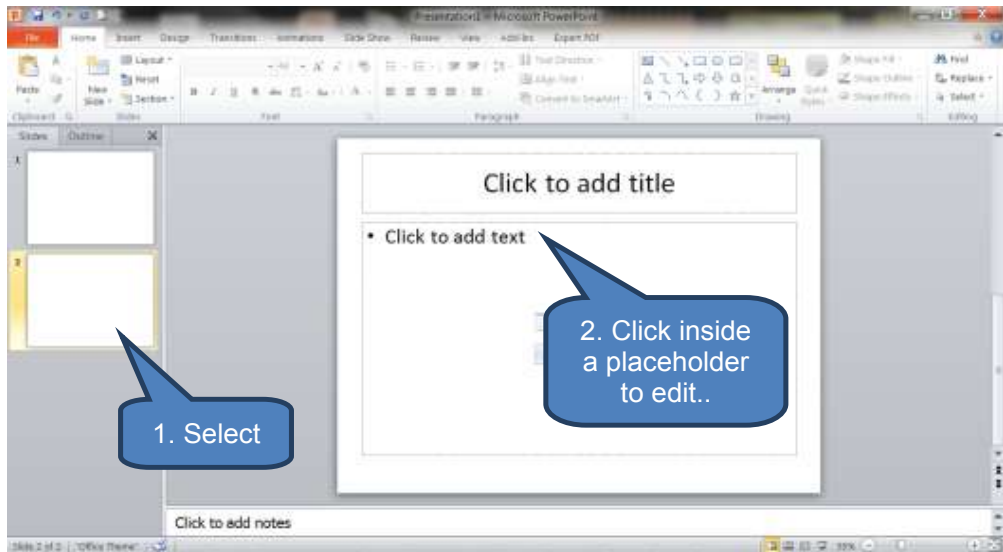 Presentation1 - Microsoft PowerPoint
File Home Insert Design Transitions Animations Slide Show Review View Add-Ins
Layout
Reset
Paste New Slide Section
Text Direction
Align Text
Convert to SmartArt
Arrange Quick Styles
Shape Fill
Shape Outline
Shape Effects
Find
Replace
Select
Clipboard Slides Font Paragraph Drawing Editing
Slides Outline
1
2
Click to add title
• Click to add text
2. Click inside
a placeholder
to edit..
1. Select
Click to add notes
Slide 2 of 2 "Office Theme"